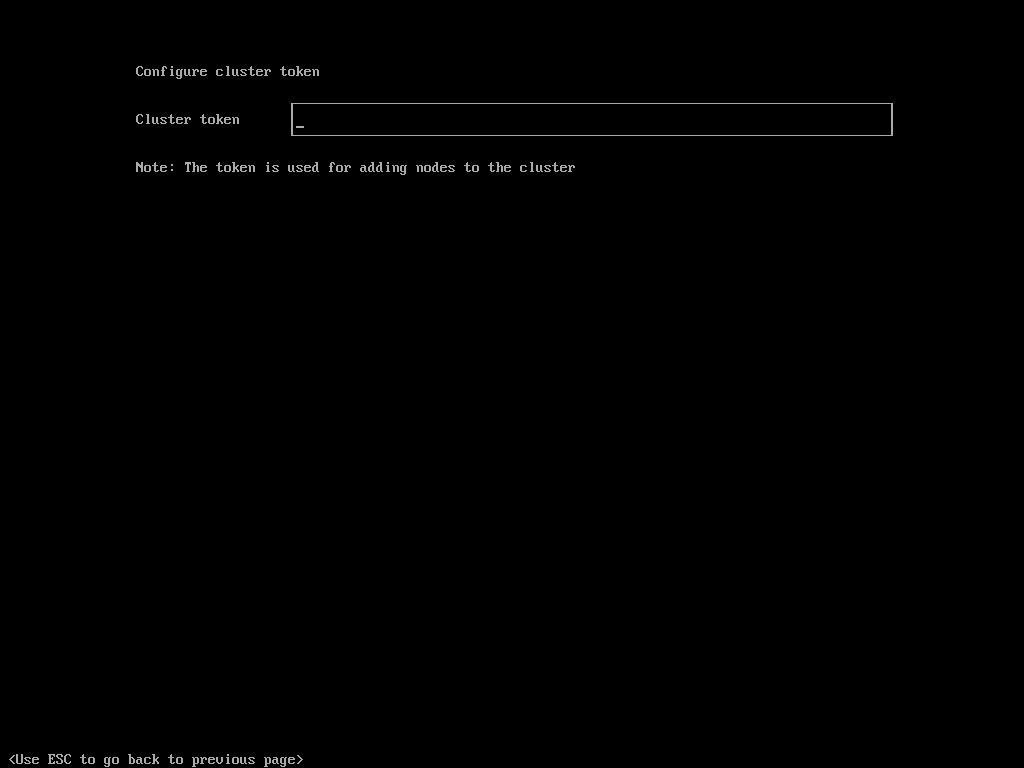 Configure cluster token
Cluster token
Note: The token is used for adding nodes to the cluster
<Use ESC to go back to previous page>